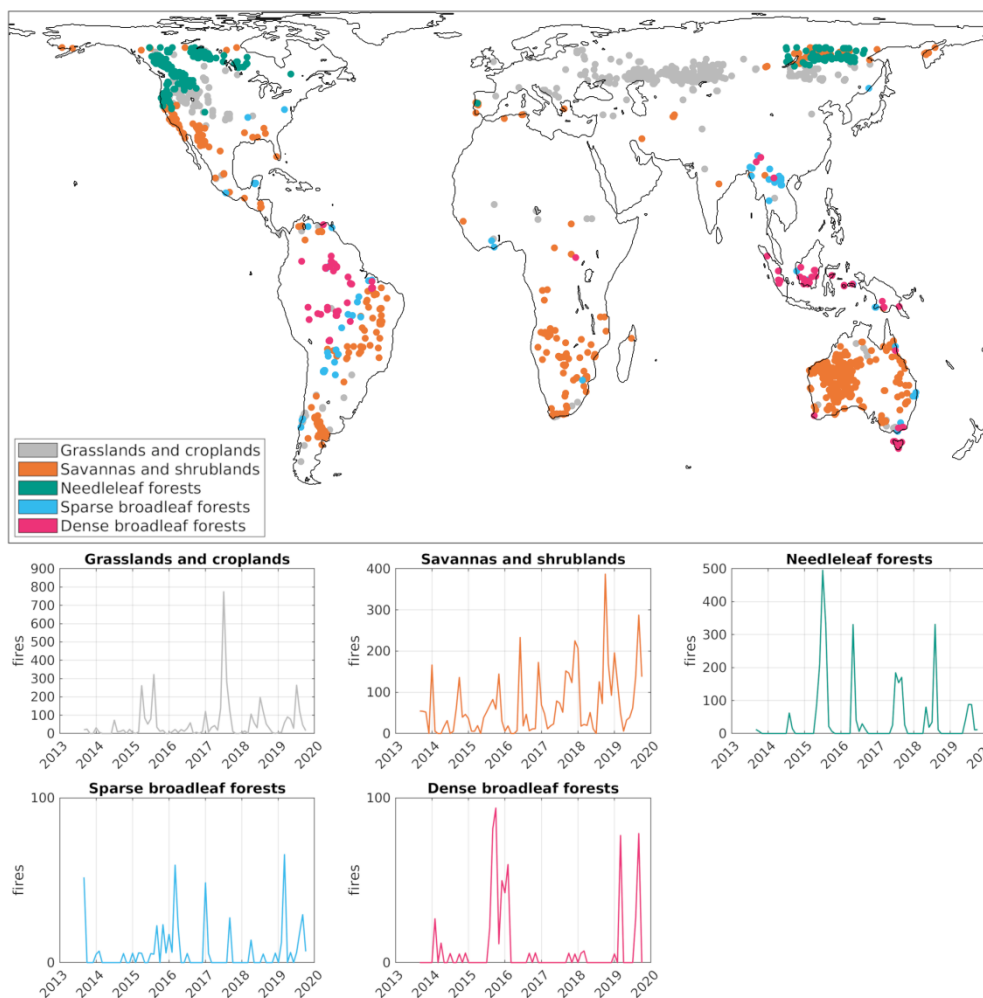 Grasslands and croplands
Savannas and shrublands
Needleleaf forests
Sparse broadleaf forests
Dense broadleaf forests
Grasslands and croplands
900
800
700
600
500
400
300
200
100
0
fires
2013 2014 2015 2016 2017 2018 2019 2020
Savannas and shrublands
400
300
200
100
0
fires
2013 2014 2015 2016 2017 2018 2019 2020
Needleleaf forests
500
400
300
200
100
0
fires
2013 2014 2015 2016 2017 2018 2019
Sparse broadleaf forests
100
0
fires
2013 2014 2015 2016 2017 2018 2019 2020
Dense broadleaf forests
100
0
fires
2013 2014 2015 2016 2017 2018 2019 2020